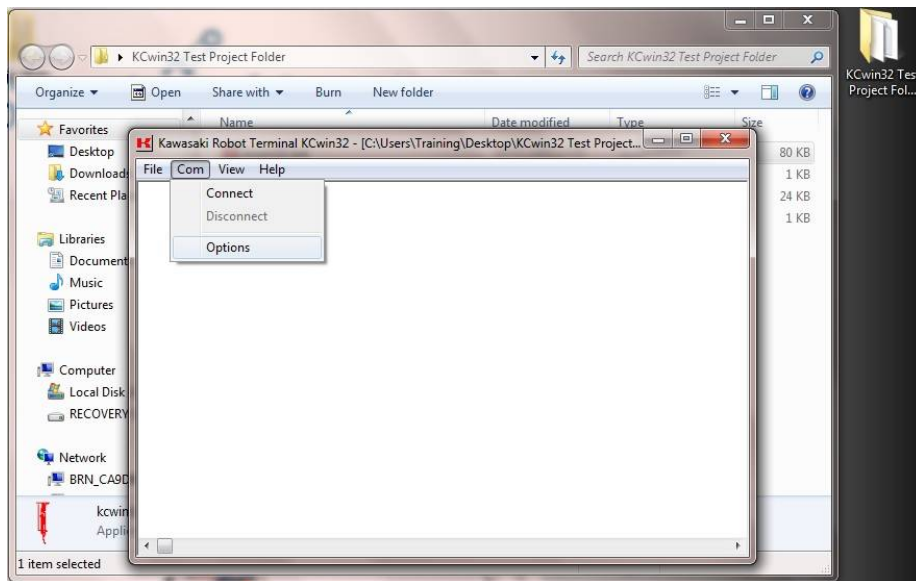 KCwin32 Test Project Folder
Search KCwin32 Test Project Folder
KCwin32 Tes
Project Fol...
Organize
Open
Share with
Burn
New folder
Name
Date modified
Type
Size
Favorites
Desktop
Download
Recent Pla
Libraries
Document
Music
Pictures
Videos
Computer
Local Disk
RECOVERY
Network
BRN_CA9D
80 KB
1 KB
24 KB
1 KB
Kawasaki Robot Terminal KCwin32 - [C:\Users\Training\Desktop\KCwin32 Test Project...
File Com View Help
Connect
Disconnect
Options
kcwin
Appli
1 item selected